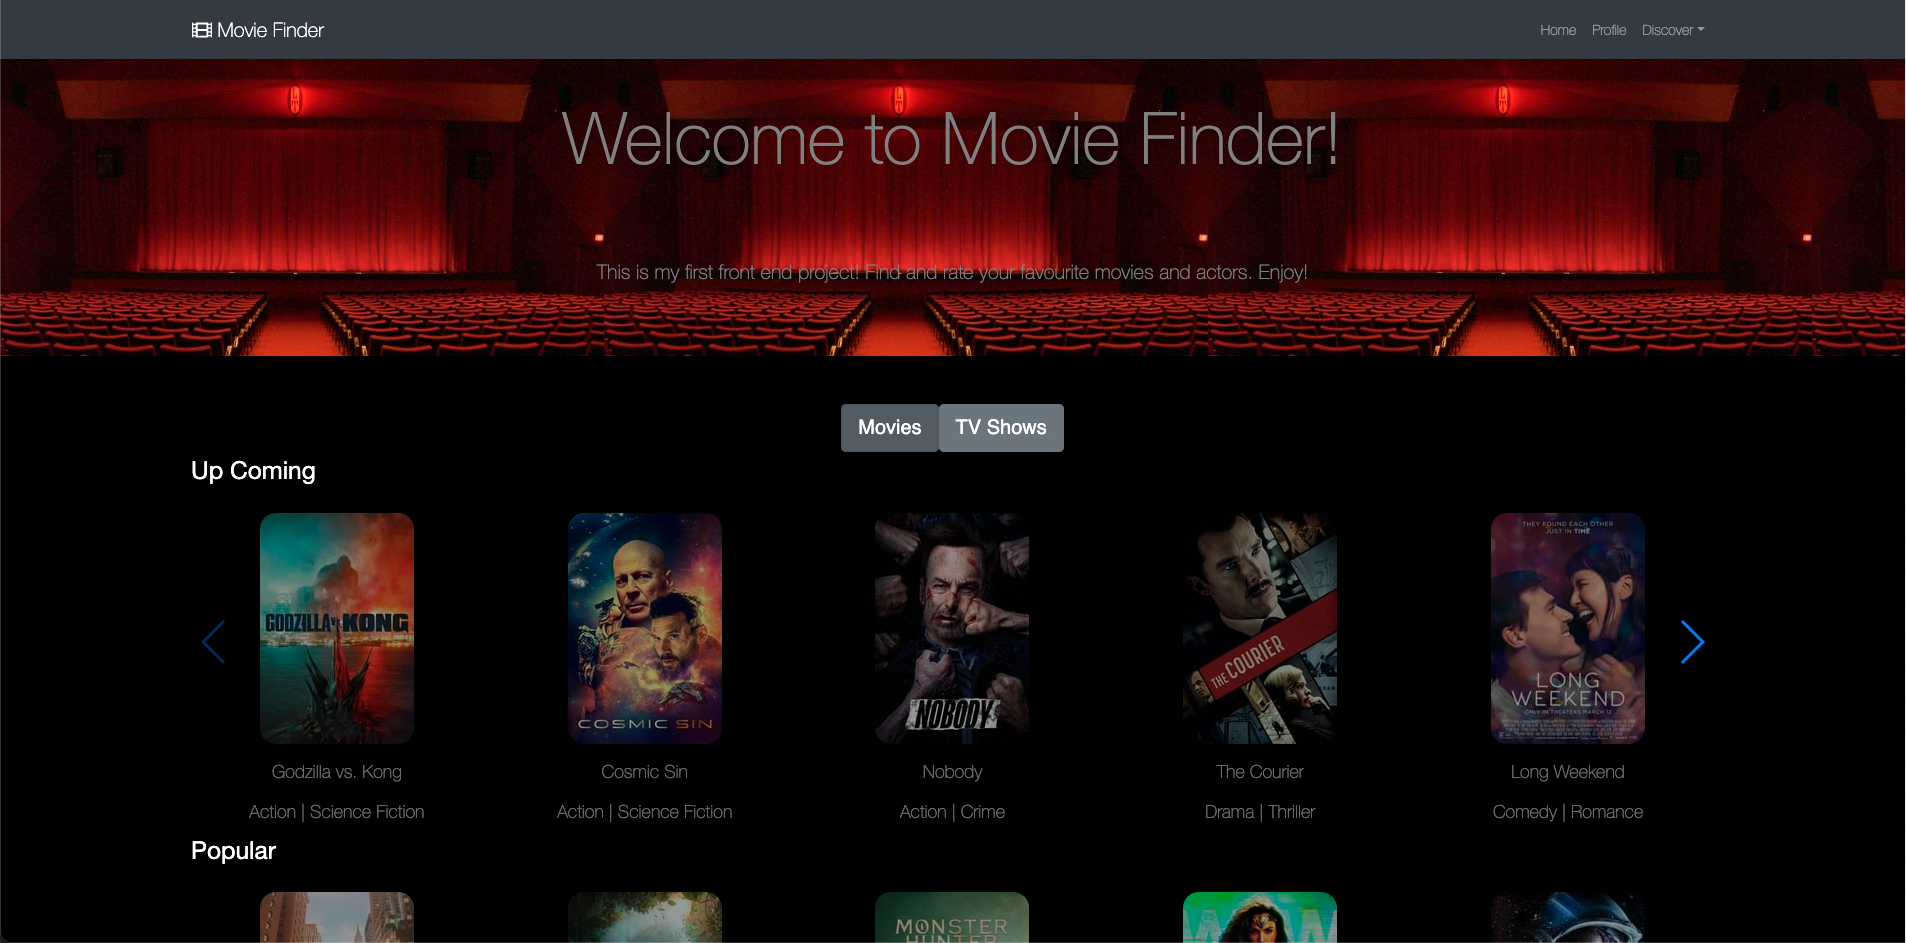 Movie Finder
Home Profile Discover
Welcome to Movie Finder!
This is my first front end project! Find and rate your favourite movies and actors. Enjoy!
Movies TV Shows
Up Coming
GODZILLA VS. KONG
COSMIC SIN
NOBODY
THE COURIER
THEY FOUND EACH OTHER
JUST IN TIME
LONG
WEEKEND
ONLY IN THEATERS MARCH 12
Godzilla vs. Kong
Cosmic Sin
Nobody
The Courier
Long Weekend
Action | Science Fiction
Action | Science Fiction
Action | Crime
Drama | Thriller
Comedy | Romance
Popular
MONSTER
HUNTER